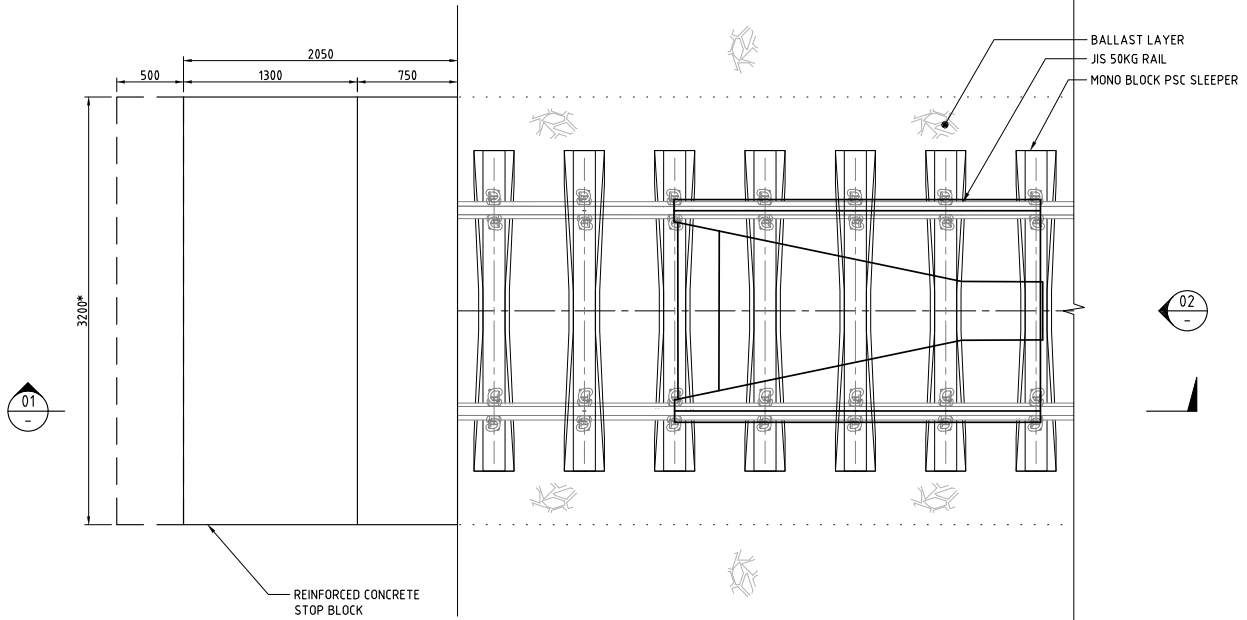 BALLAST LAYER
2050
JIS 50KG RAIL
500
1300
750
MONO BLOCK PSC SLEEPER
3200*
02
-
01
-
REINFORCED CONCRETE
STOP BLOCK